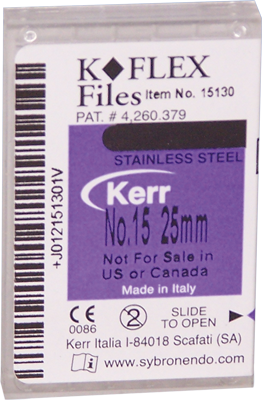 K◆FLEX
Files Item No. 15130
PAT. # 4,260.379
STAINLESS STEEL
Kerr
No.15 25mm
Not For Sale in
US or Canada
Made in Italy
CE 0086
2
SLIDE
TO OPEN
Kerr Italia I-84018 Scafati (SA)
i www.sybronendo.com
+J012151301V